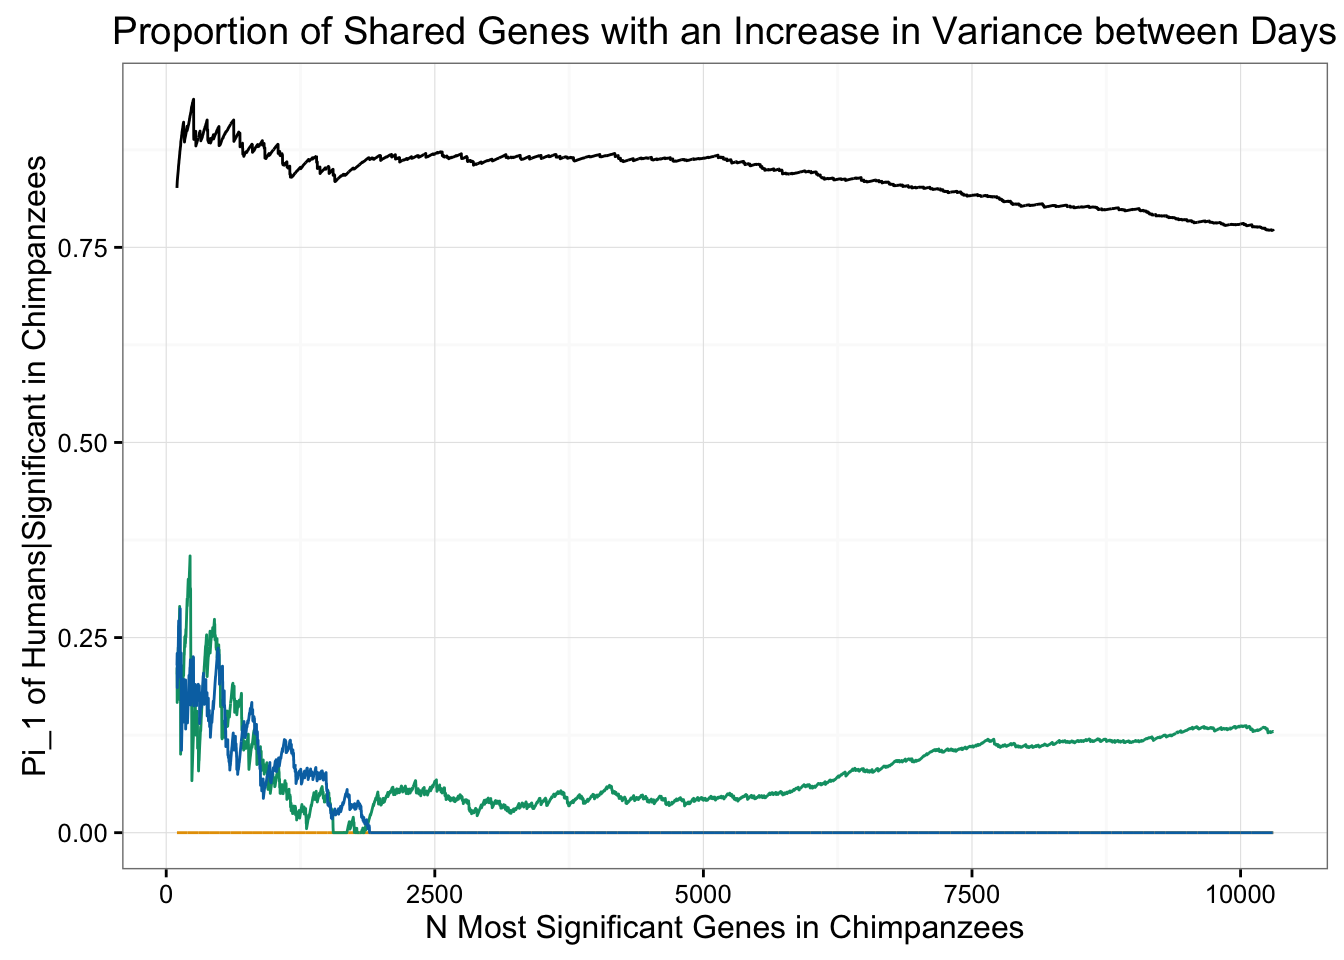 Proportion of Shared Genes with an Increase in Variance between Days
Pi_1 of Humans|Significant in Chimpanzees
0.75
0.50
0.25
0.00
0 2500 5000 7500 10000
N Most Significant Genes in Chimpanzees